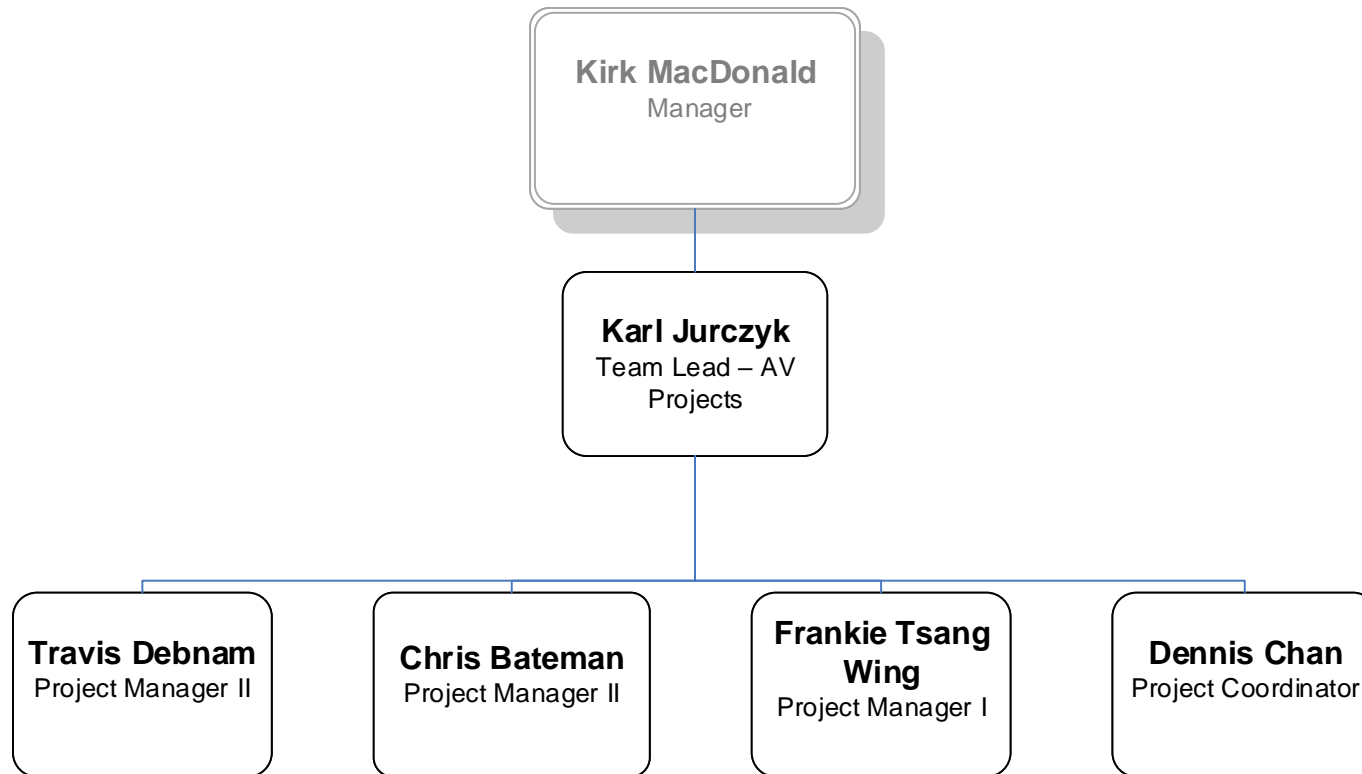 Kirk MacDonald
Manager
Karl Jurczyk
Team Lead – AV
Projects
Travis Debnam
Project Manager II
Chris Bateman
Project Manager II
Frankie Tsang
Wing
Project Manager I
Dennis Chan
Project Coordinator